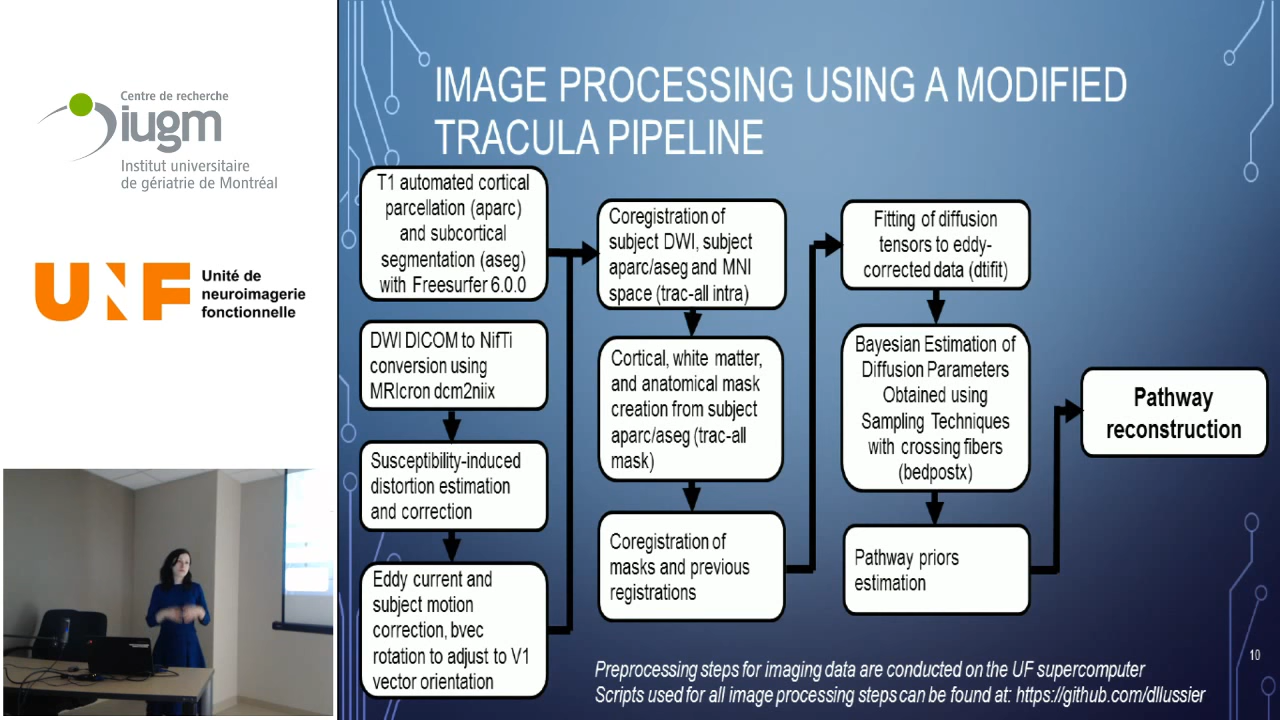 Centre de recherche
iugm
Institut universitaire
de gériatrie de Montréal
UNF
Unité de
neuroimagerie
fonctionnelle
IMAGE PROCESSING USING A MODIFIED
TRACULA PIPELINE
T1 automated cortical
parcellation (aparc)
and subcortical
segmentation (aseg)
with Freesurfer 6.0.0
DWI DICOM to NifTi
conversion using
MRIcron dcm2niix
Susceptibility-induced
distortion estimation
and correction
Eddy current and
subject motion
correction, bvec
rotation to adjust to V1
vector orientation
Coregistration of
subject DWI, subject
aparc/aseg and MNI
space (trac-all intra)
Cortical, white matter,
and anatomical mask
creation from subject
aparc/aseg (trac-all
mask)
Coregistration of
masks and previous
registrations
Fitting of diffusion
tensors to eddy-
corrected data (dtifit)
Bayesian Estimation of
Diffusion Parameters
Obtained using
Sampling Techniques
with crossing fibers
(bedpostx)
Pathway priors
estimation
Pathway
reconstruction
Preprocessing steps for imaging data are conducted on the UF supercomputer
Scripts used for all image processing steps can be found at: https://github.com/dllussier
10